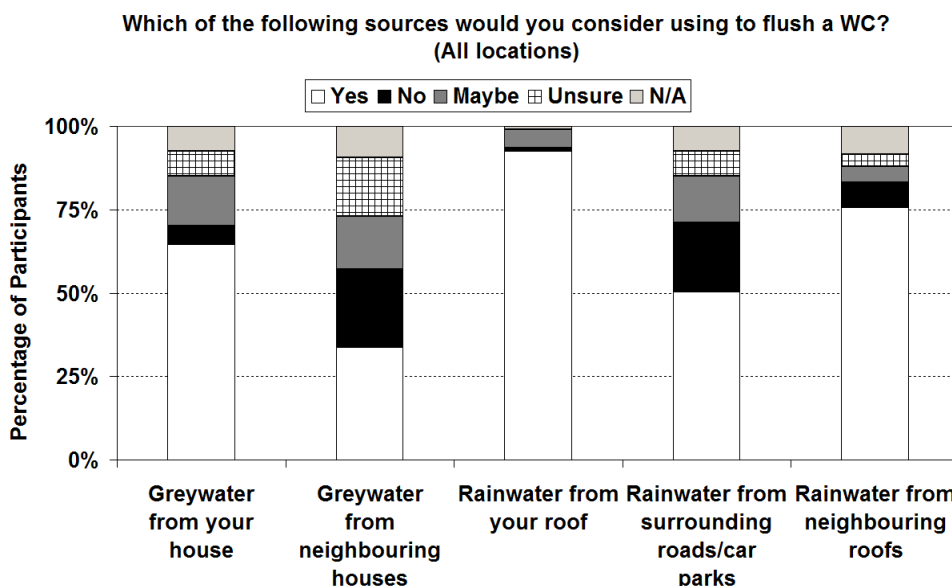 Which of the following sources would you consider using to flush a WC?
(All locations)
Yes No Maybe Unsure N/A
Percentage of Participants
100%
75%
50%
25%
0%
Greywater from your house
Greywater from neighbouring houses
Rainwater from your roof
Rainwater from surrounding roads/car parks
Rainwater from neighbouring roofs